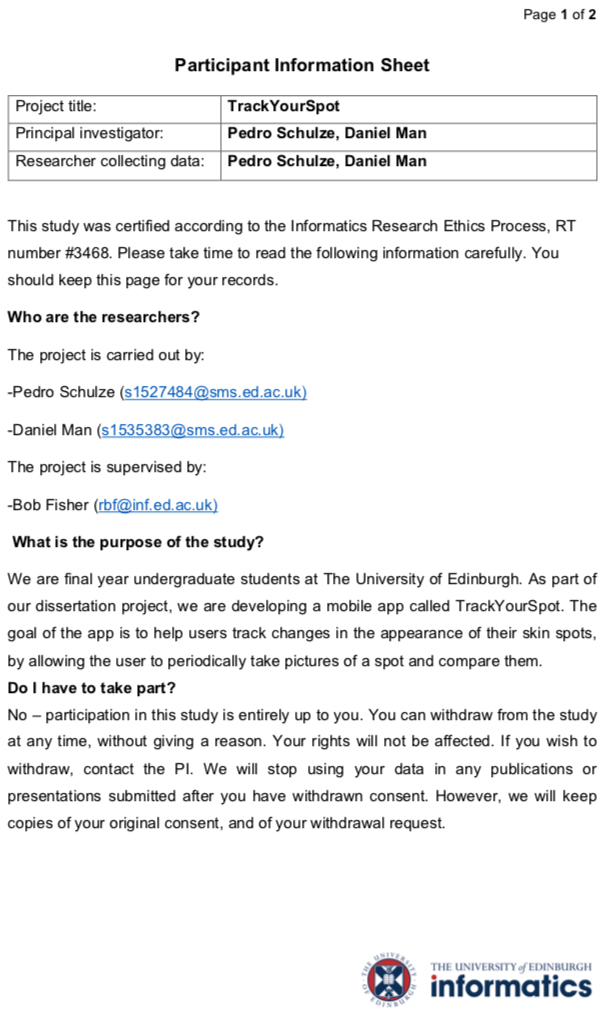 Page 1 of 2
Participant Information Sheet
Project title: TrackYourSpot
Principal investigator: Pedro Schulze, Daniel Man
Researcher collecting data: Pedro Schulze, Daniel Man
This study was certified according to the Informatics Research Ethics Process, RT
number #3468. Please take time to read the following information carefully. You
should keep this page for your records.
Who are the researchers?
The project is carried out by:
-Pedro Schulze (s1527484@sms.ed.ac.uk)
-Daniel Man (s1535383@sms.ed.ac.uk)
The project is supervised by:
-Bob Fisher (rbf@inf.ed.ac.uk)
What is the purpose of the study?
We are final year undergraduate students at The University of Edinburgh. As part of
our dissertation project, we are developing a mobile app called TrackYourSpot. The
goal of the app is to help users track changes in the appearance of their skin spots,
by allowing the user to periodically take pictures of a spot and compare them.
Do I have to take part?
No – participation in this study is entirely up to you. You can withdraw from the study
at any time, without giving a reason. Your rights will not be affected. If you wish to
withdraw, contact the PI. We will stop using your data in any publications or
presentations submitted after you have withdrawn consent. However, we will keep
copies of your original consent, and of your withdrawal request.
THE UNIVERSITY OF EDINBURGH
THE UNIVERSITY of EDINBURGH
informatics